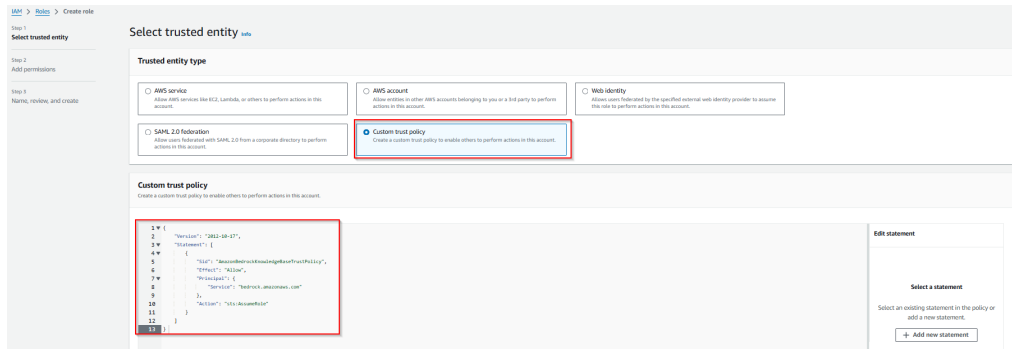 IAM > Roles > Create role
Step 1
Select trusted entity
Step 2
Add permissions
Step 3
Name, review, and create
Select trusted entity Info
Trusted entity type
AWS service
Allow AWS services like EC2, Lambda, or others to perform actions in this
account.
AWS account
Allow entities in other AWS accounts belonging to you or a 3rd party to perform
actions in this account.
Web identity
Allows users federated by the specified external web identity provider to assume
this role to perform actions in this account.
SAML 2.0 federation
Allow users federated with SAML 2.0 from a corporate directory to perform
actions in this account.
Custom trust policy
Create a custom trust policy to enable others to perform actions in this account.
Custom trust policy
Create a custom trust policy to enable others to perform actions in this account.
1 {
2 "Version": "2012-10-17",
3 "Statement": [
4 {
5 "Sid": "AmazonBedrockKnowledgeBaseTrustPolicy",
6 "Effect": "Allow",
7 "Principal": {
8 "Service": "bedrock.amazonaws.com"
9 },
10 "Action": "sts:AssumeRole"
11 }
12 ]
13 }
Edit statement
Select a statement
Select an existing statement in the policy or
add a new statement.
+ Add new statement